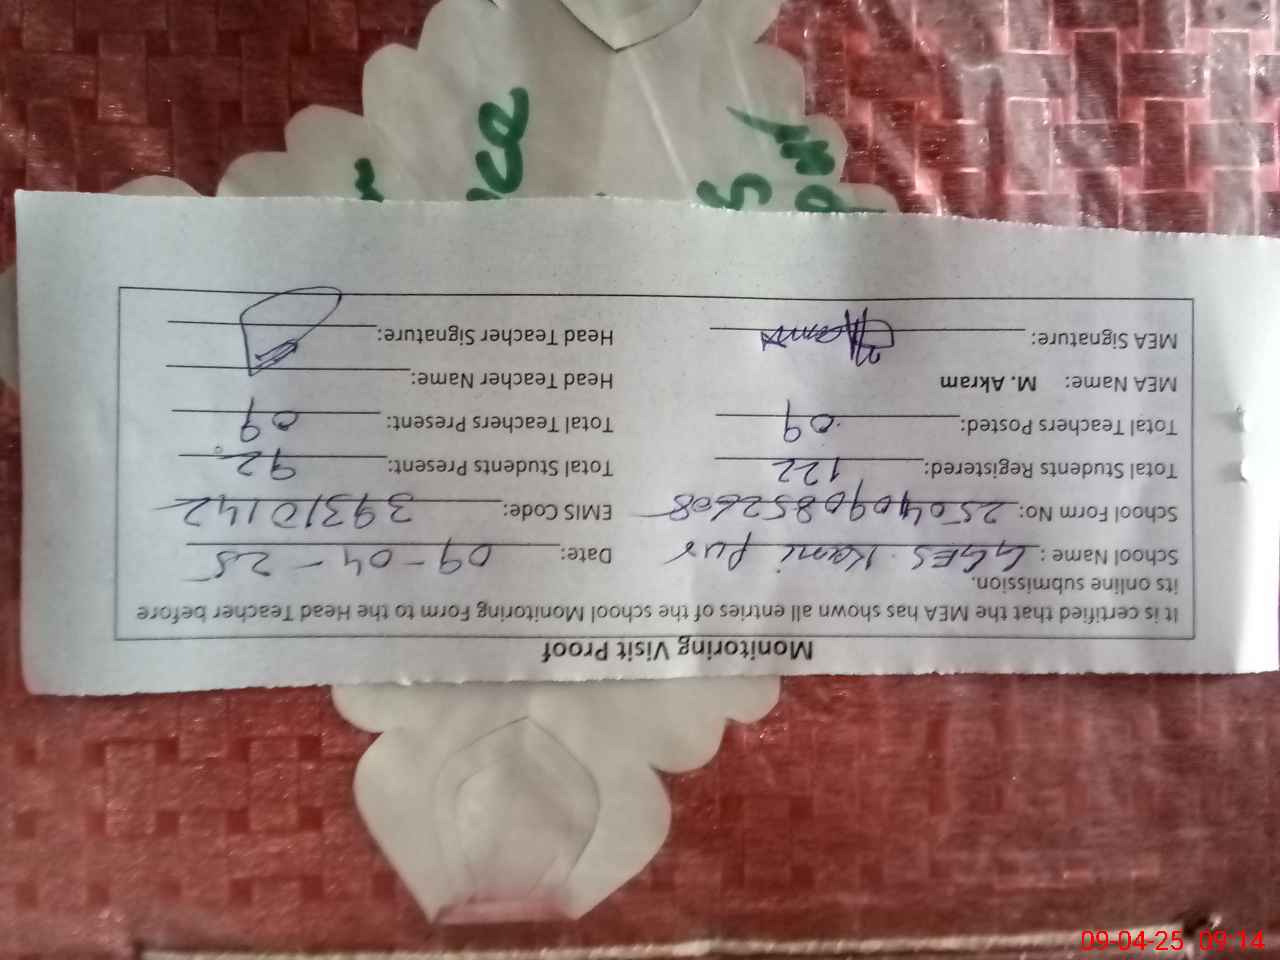 Monitoring Visit Proof
It is certified that the MEA has shown all entries of the school Monitoring Form to the Head Teacher before
its online submission.
School Name : GGES Kami Pur Date: 09-04-25
School Form No: 2504090852608 EMIS Code: 39310142
Total Students Registered: 122 Total Students Present: 92
Total Teachers Posted: 09 Total Teachers Present: 09
MEA Name: M. Akram Head Teacher Name:
MEA Signature: Head Teacher Signature:
09-04-25 09:14